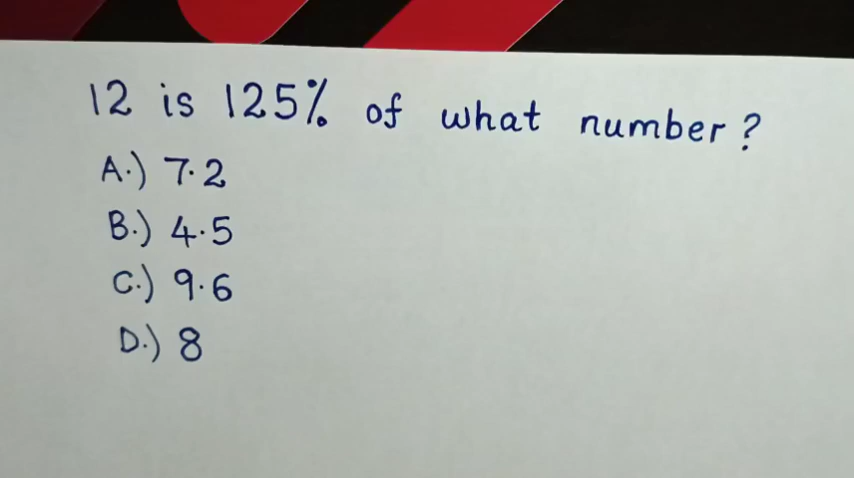 12 is 125% of what number?
A.) 7.2
B.) 4.5
C.) 9.6
D.) 8